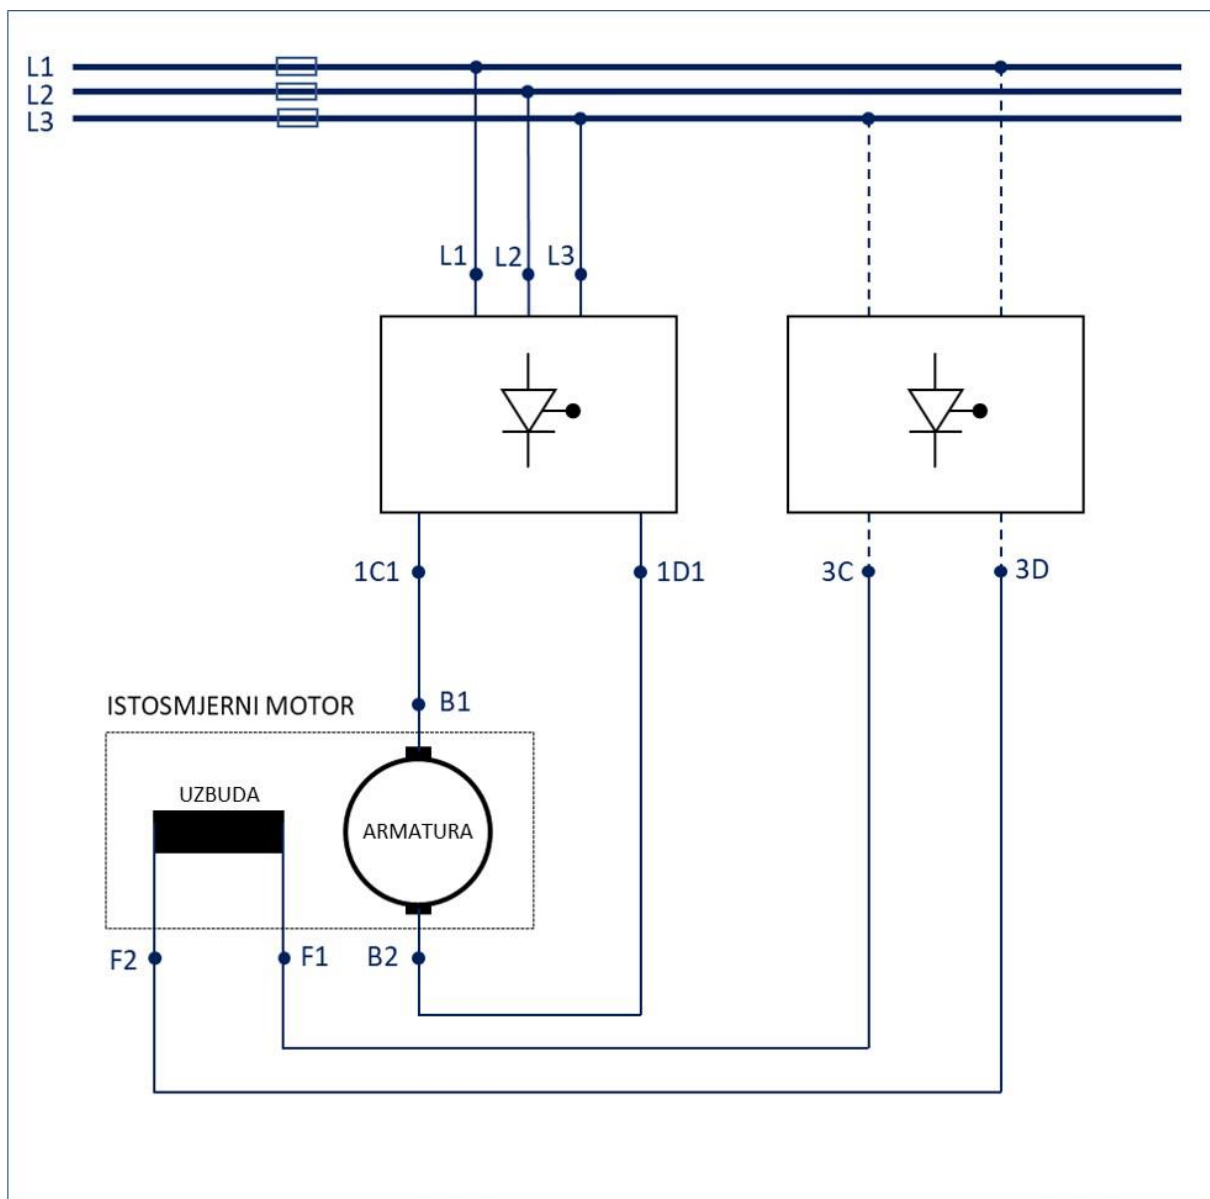 L1
L2
L3
L1 L2 L3
1C1 1D1 3C 3D
B1
ISTOSMJERNI MOTOR
UZBUDA
ARMATURA
F2 F1 B2